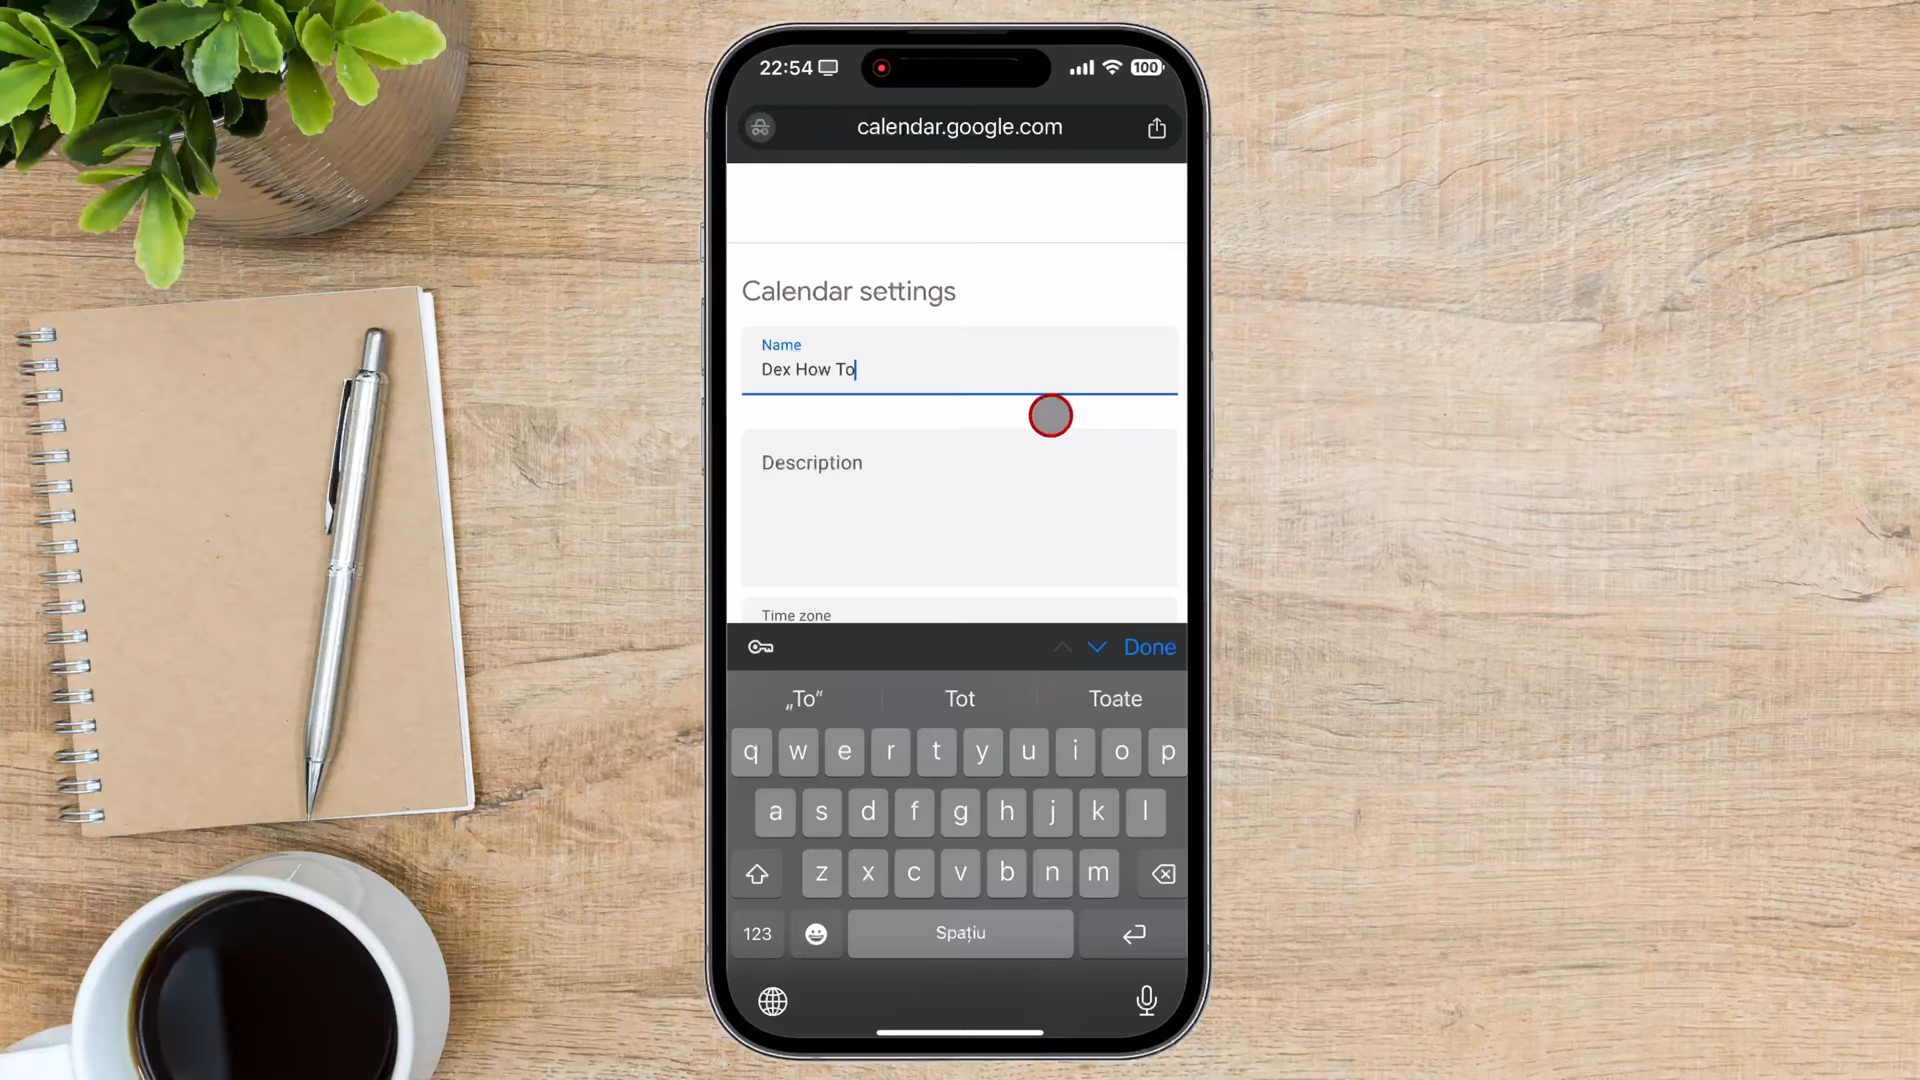 22:54
100
calendar.google.com
Calendar settings
Name
Dex How To
Description
Time zone
Done
„To” Tot Toate
q w e r t y u i o p
a s d f g h j k l
z x c v b n m
123 Spațiu